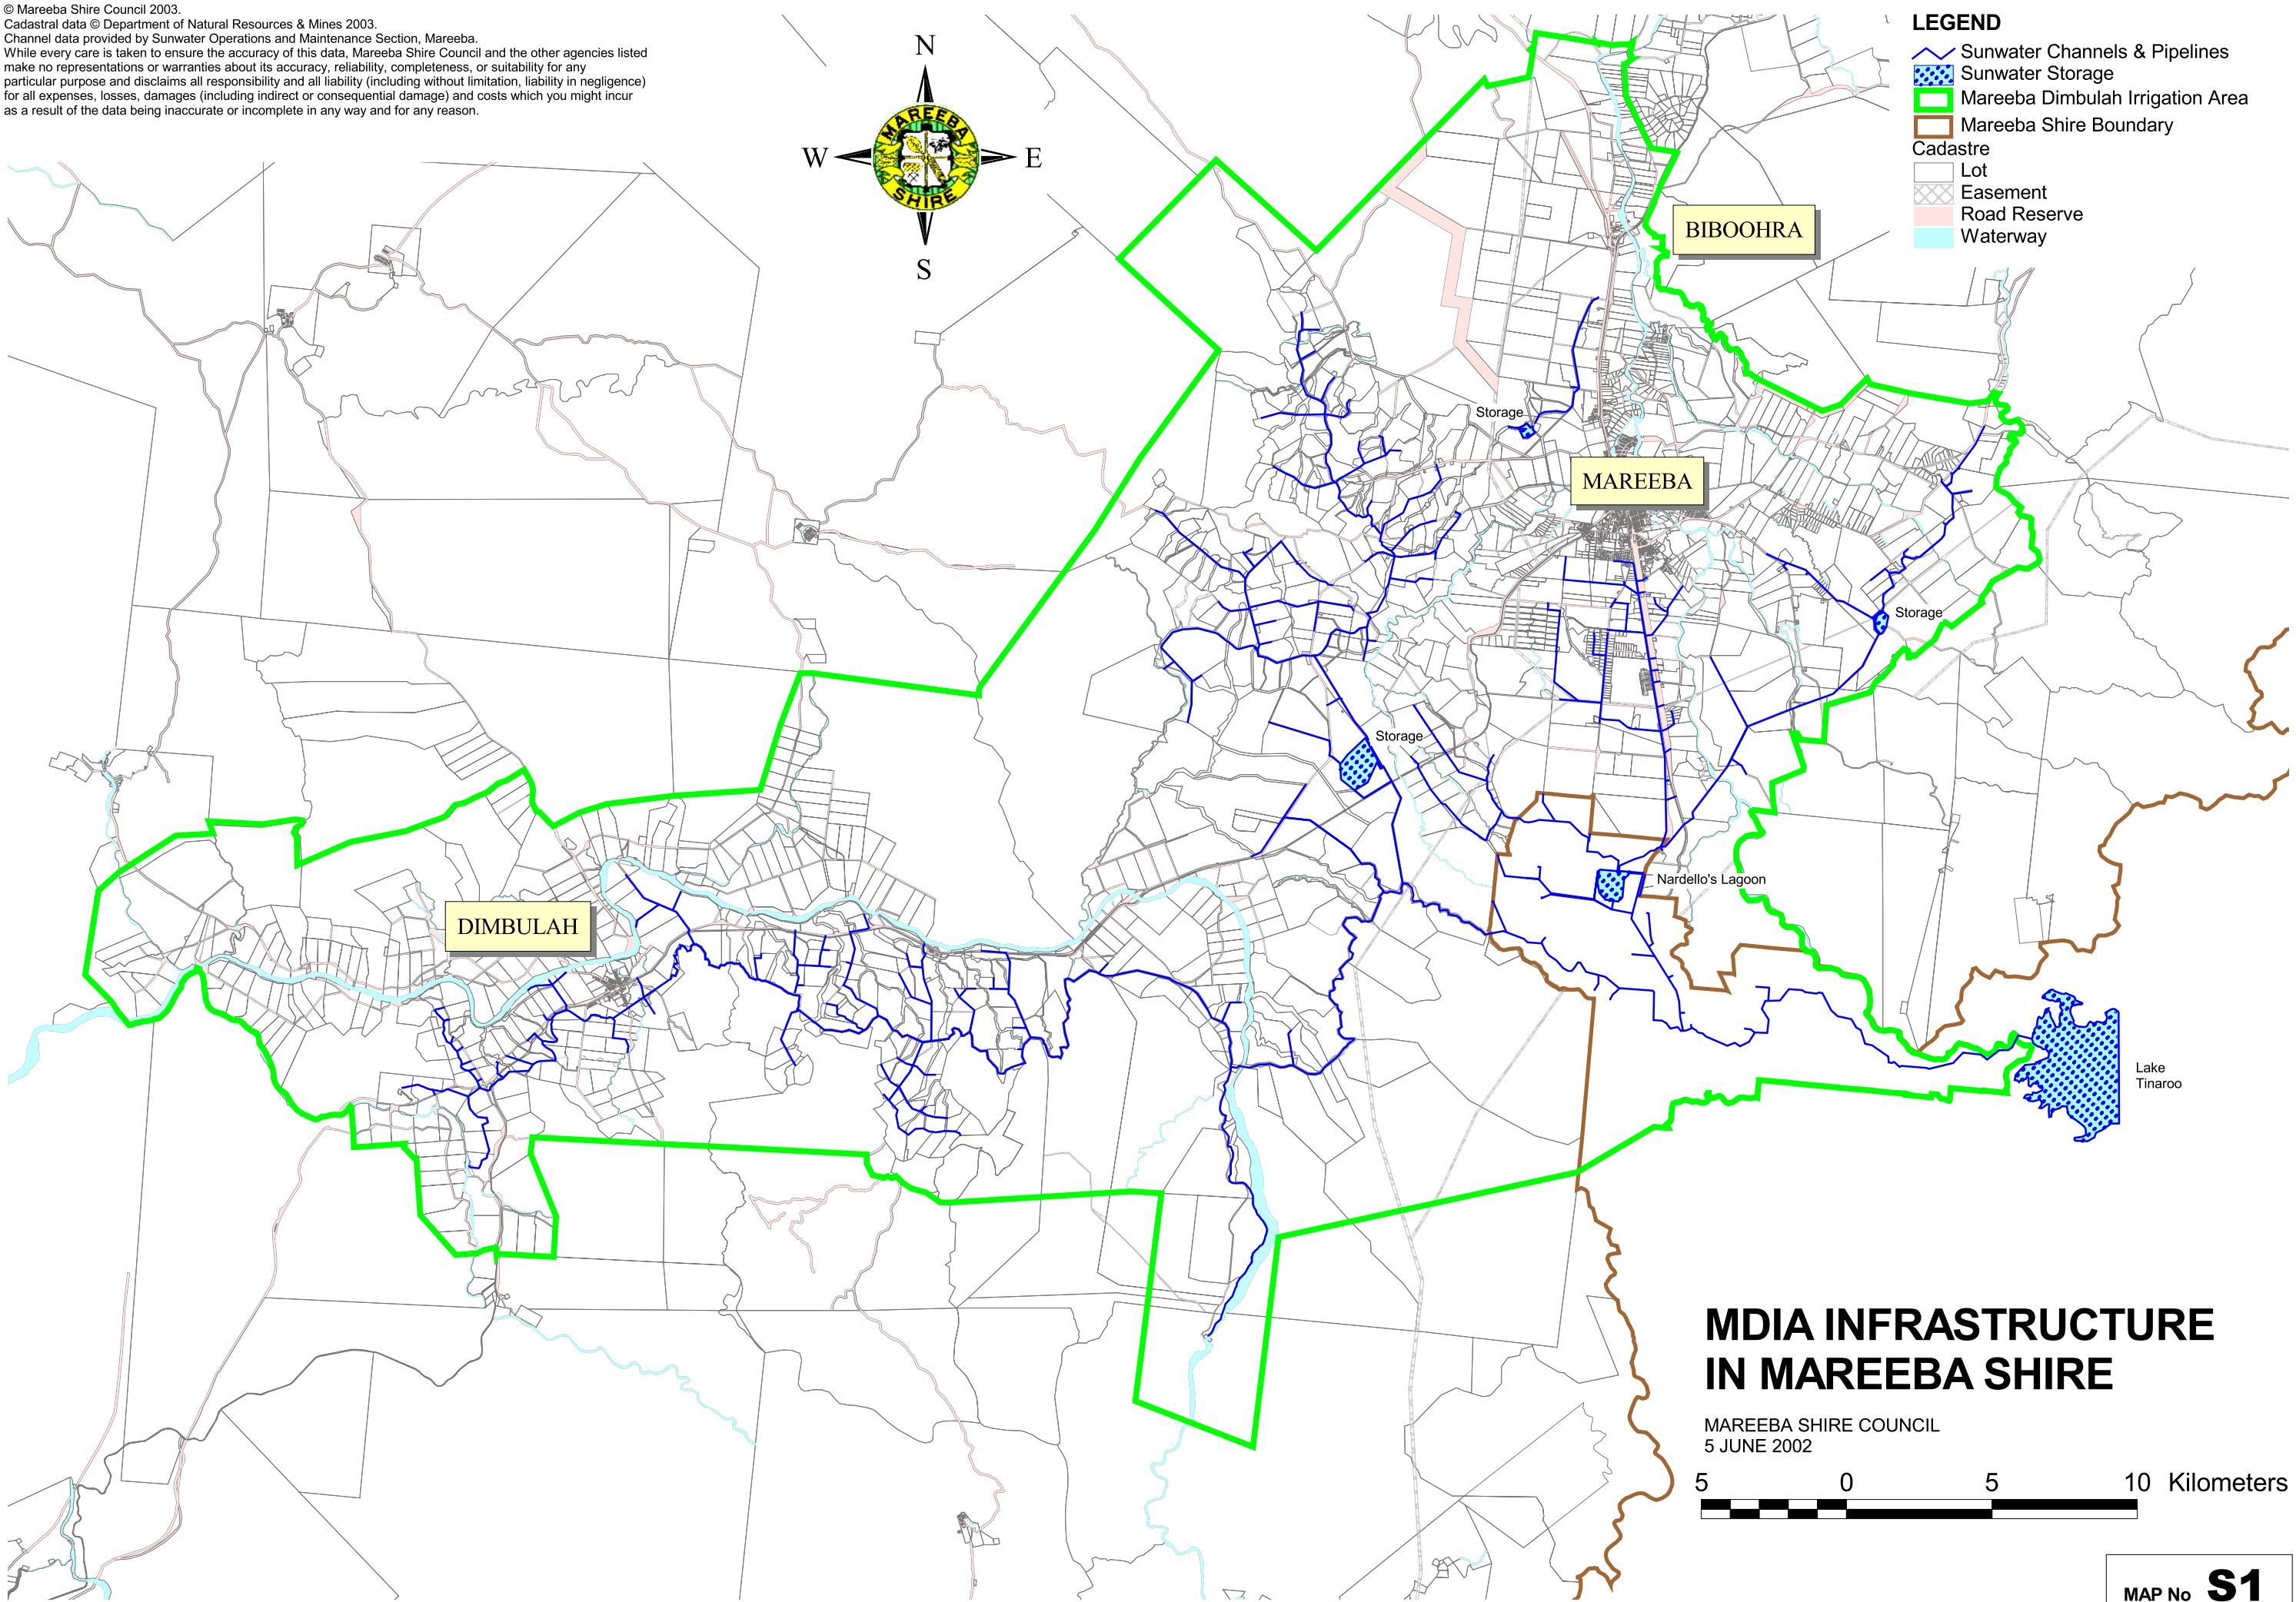 © Mareeba Shire Council 2003.
Cadastral data © Department of Natural Resources & Mines 2003.
Channel data provided by Sunwater Operations and Maintenance Section, Mareeba.
While every care is taken to ensure the accuracy of this data, Mareeba Shire Council and the other agencies listed
make no representations or warranties about its accuracy, reliability, completeness, or suitability for any
particular purpose and disclaims all responsibility and all liability (including without limitation, liability in negligence)
for all expenses, losses, damages (including indirect or consequential damage) and costs which you might incur
as a result of the data being inaccurate or incomplete in any way and for any reason.
N
W
E
S
MAREEBA
SHIRE
LEGEND
Sunwater Channels & Pipelines
Sunwater Storage
Mareeba Dimbulah Irrigation Area
Mareeba Shire Boundary
Cadastre
Lot
Easement
Road Reserve
Waterway
BIBOOHRA
Storage
MAREEBA
Storage
Storage
Nardello's Lagoon
DIMBULAH
Lake
Tinaroo
MDIA INFRASTRUCTURE
IN MAREEBA SHIRE
MAREEBA SHIRE COUNCIL
5 JUNE 2002
5 0 5 10 Kilometers
MAP No S1